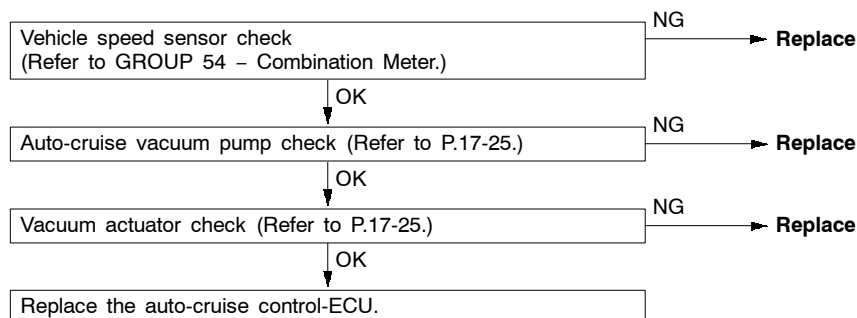 Vehicle speed sensor check
(Refer to GROUP 54 – Combination Meter.)
NG
Replace
OK
Auto-cruise vacuum pump check (Refer to P.17-25.)
NG
Replace
OK
Vacuum actuator check (Refer to P.17-25.)
NG
Replace
OK
Replace the auto-cruise control-ECU.